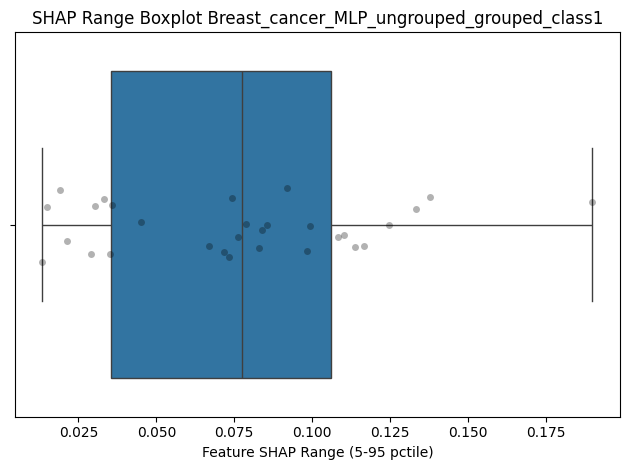 SHAP Range Boxplot Breast_cancer_MLP_ungrouped_grouped_class1
0.025 0.050 0.075 0.100 0.125 0.150 0.175
Feature SHAP Range (5-95 pctile)